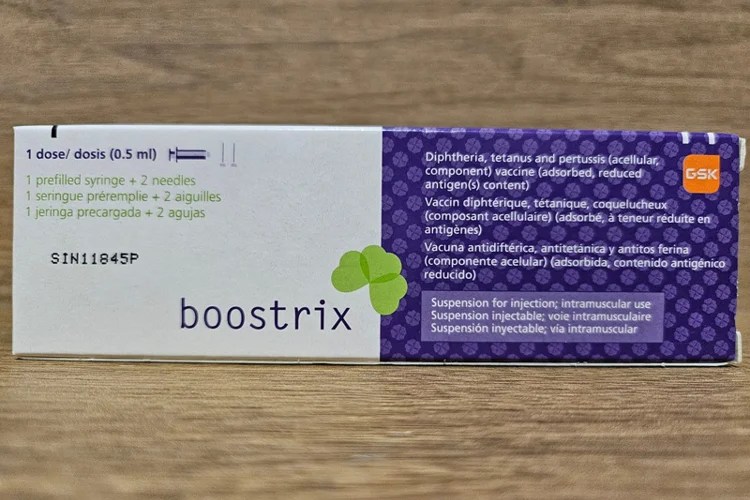 1 dose/ dosis (0.5 ml)
1 prefilled syringe + 2 needles
1 seringue préremplie + 2 aiguilles
1 jeringa precargada + 2 agujas
SIN11845P
boostrix
Diphtheria, tetanus and pertussis (acellular,
component) vaccine (adsorbed, reduced
antigen(s) content)
Vaccin diphtérique, tétanique, coquelucheux
(composant acellulaire) (adsorbé, à teneur réduite en
antigènes)
Vacuna antidiftérica, antitetánica y antitos ferina
(componente acelular) (adsorbida, contenido antigénico
reducido)
Suspension for injection; intramuscular use
Suspension injectable; voie intramusculaire
Suspensión inyectable; vía intramuscular
GSK